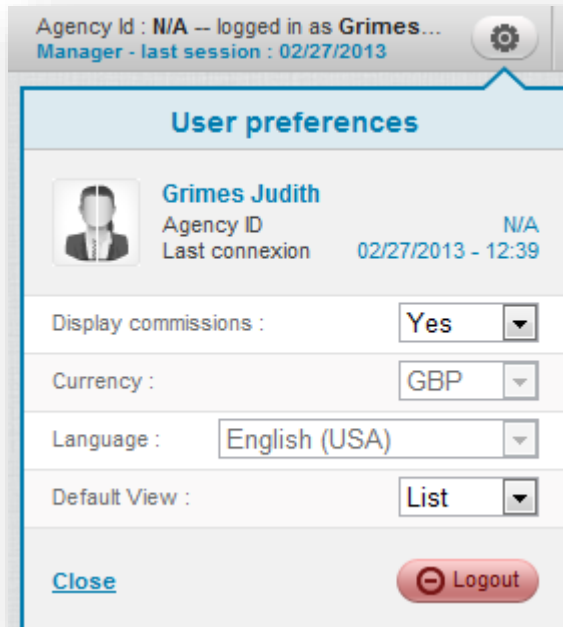 Agency Id : N/A -- logged in as Grimes...
Manager - last session : 02/27/2013
User preferences
Grimes Judith
Agency ID N/A
Last connexion 02/27/2013 - 12:39
Display commissions : Yes
Currency : GBP
Language : English (USA)
Default View : List
Close Logout